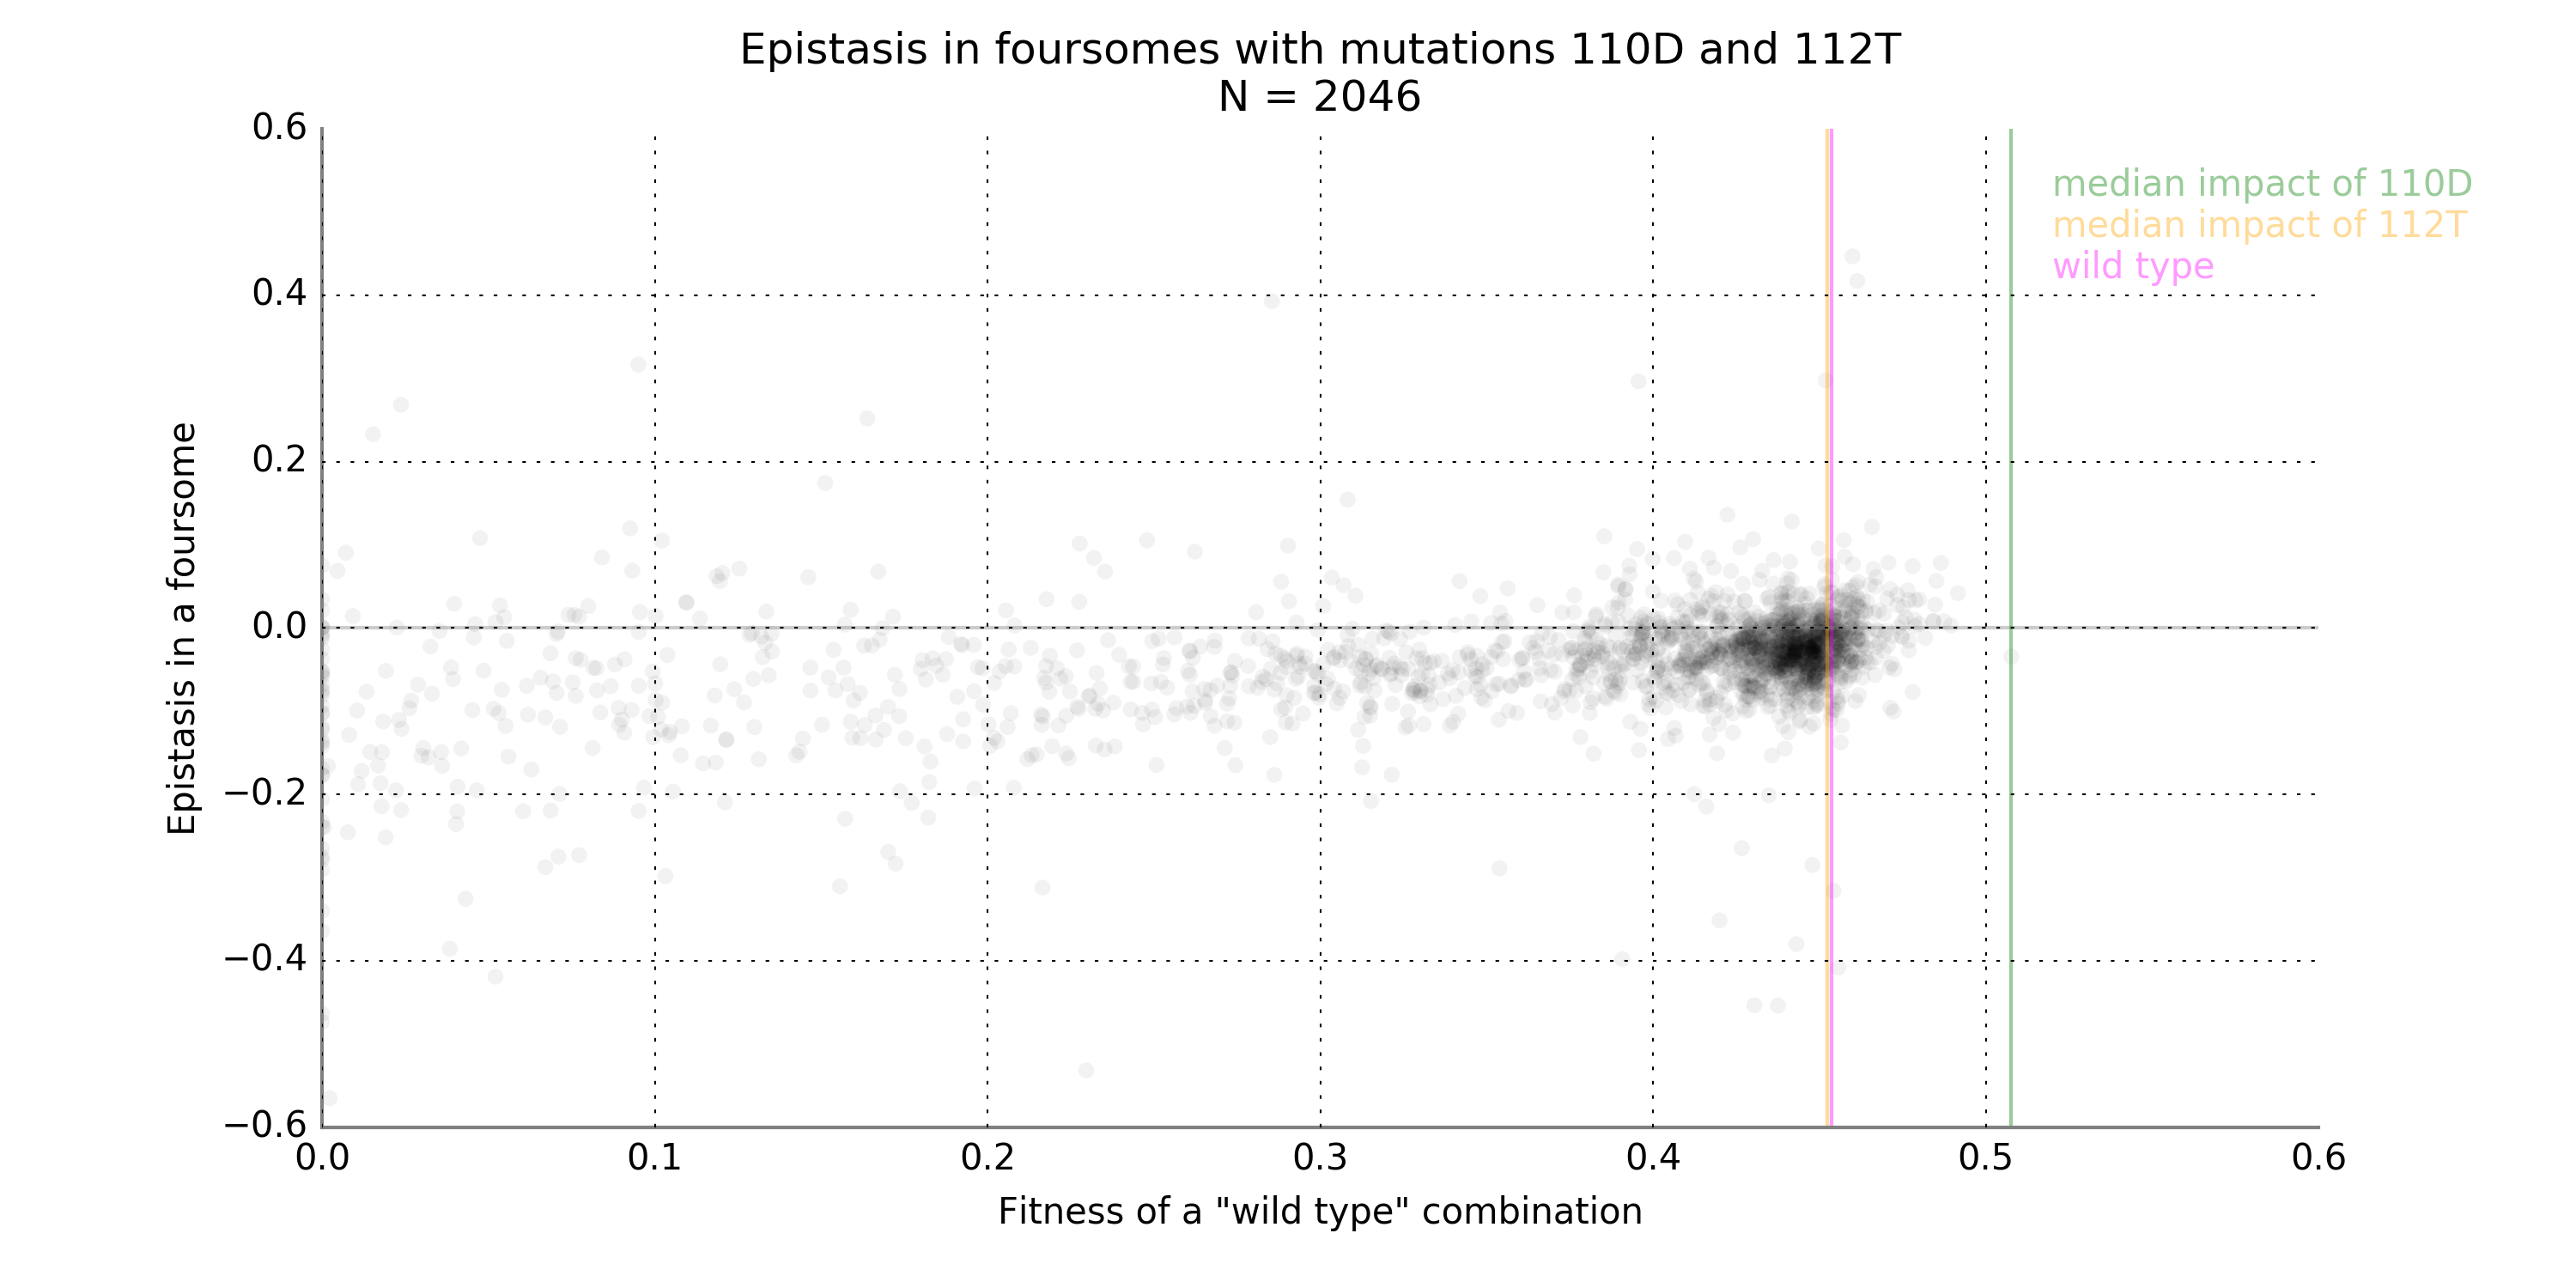 Epistasis in foursomes with mutations 110D and 112T
N = 2046
0.6
median impact of 110D
median impact of 112T
wild type
0.4
0.2
0.0
−0.2
−0.4
−0.6
Epistasis in a foursome
0.0 0.1 0.2 0.3 0.4 0.5 0.6
Fitness of a "wild type" combination